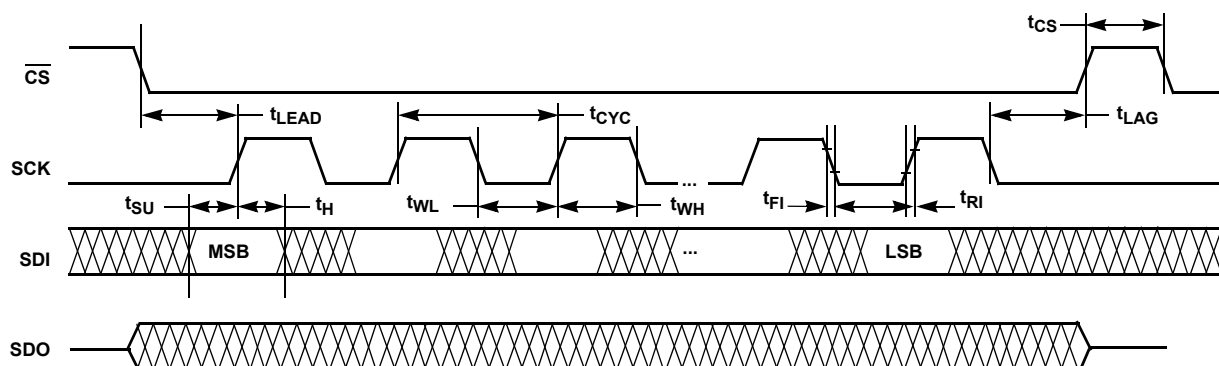 tCS
CS
tLEAD
tCYC
tLAG
SCK
...
tSU
tH
tWL
tWH
tFI
tRI
SDI
MSB
...
LSB
SDO